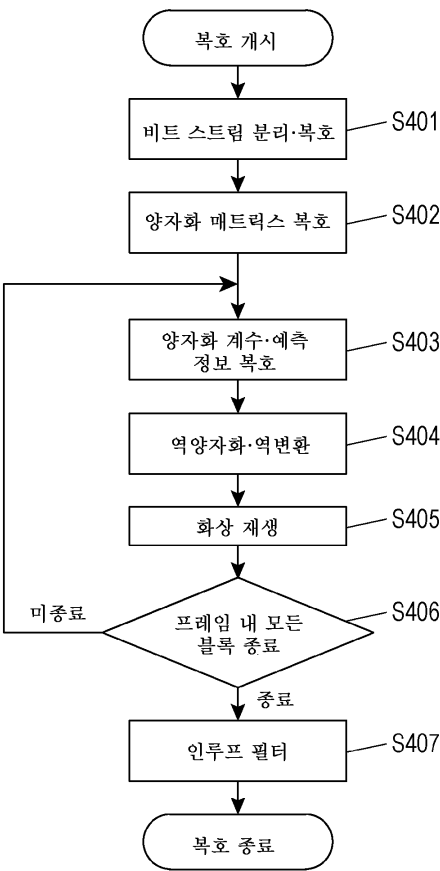 복호 개시
비트 스트림 분리·복호
S401
양자화 매트릭스 복호
S402
양자화 계수·예측
정보 복호
S403
역양자화·역변환
S404
화상 재생
S405
프레임 내 모든
블록 종료
S406
미종료
종료
인루프 필터
S407
복호 종료